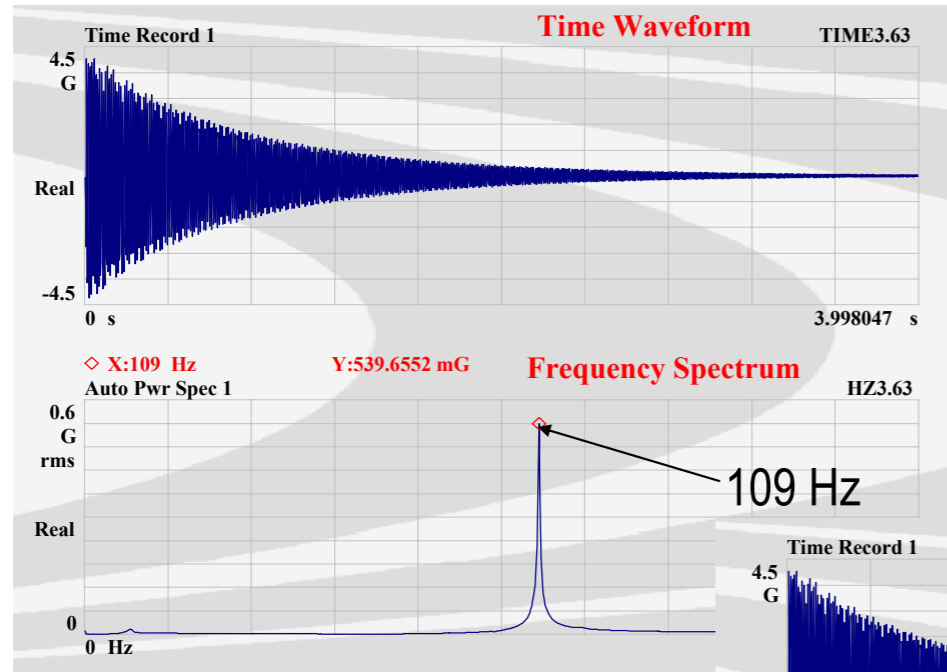 Time Waveform
Time Record 1 TIME3.63
4.5
G
Real
-4.5
0 s 3.998047 s
X:109 Hz Y:539.6552 mG Frequency Spectrum
Auto Pwr Spec 1 HZ3.63
0.6
G
rms
109 Hz
Real
Time Record 1
4.5
G
0
0 Hz